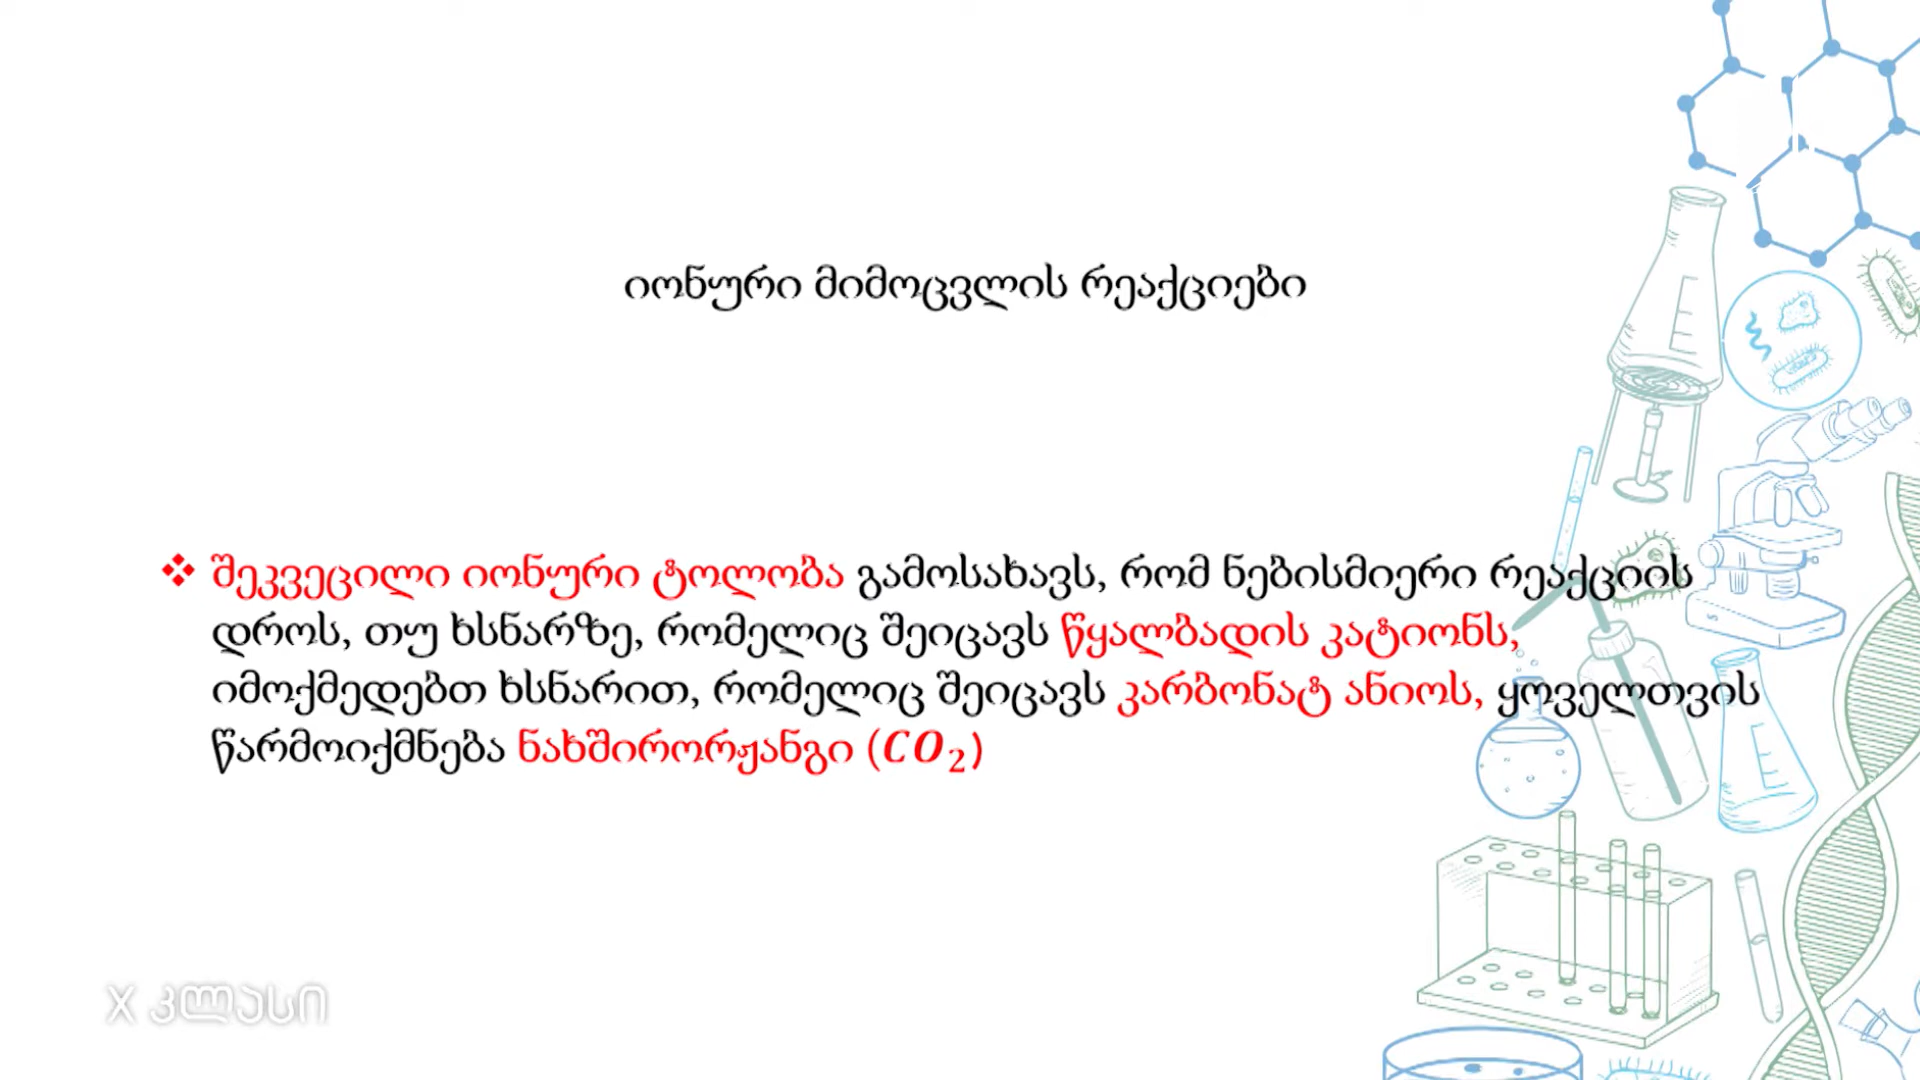 იონური მიმოცვლის რეაქციები
❖ შეკვეცილი იონური ტოლობა გამოსახავს, რომ ნებისმიერი რეაქციის
დროს, თუ ხსნარზე, რომელიც შეიცავს წყალბადის კატიონს,
იმოქმედებთ ხსნარით, რომელიც შეიცავს კარბონატ ანიოს, ყოველთვის
წარმოიქმნება ნახშირორჟანგი (CO₂)
X კლასი